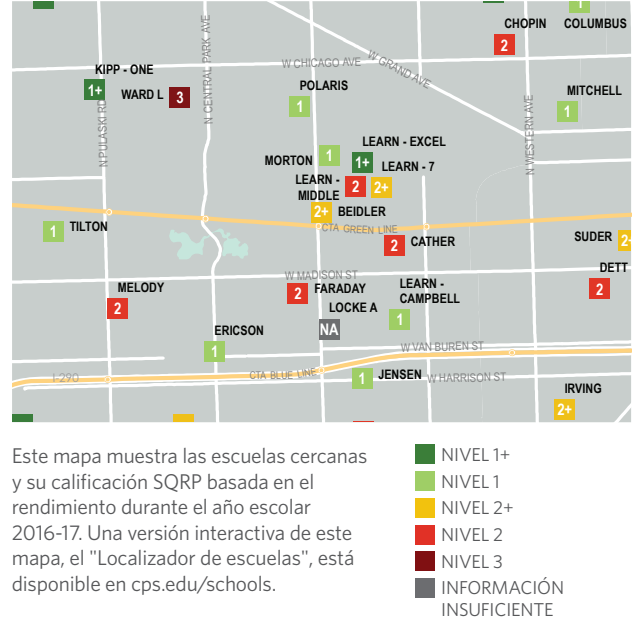 CHOPIN
COLUMBUS
2
W CHICAGO AVE
W GRAND AVE
N CENTRAL PARK AVE
KIPP - ONE
1+
WARD L
3
POLARIS
1
MITCHELL
1
N PULASKI RD
N WESTERN AVE
LEARN - EXCEL
MORTON
1
1+
LEARN - 7
LEARN -
MIDDLE
2
2+
2+
BEIDLER
CTA GREEN LINE
1
TILTON
2
CATHER
SUDER
2+
DETT
2
W MADISON ST
MELODY
2
2
FARADAY
LEARN -
CAMPBELL
LOCKE A
NA
1
ERICSON
1
W VAN BUREN ST
I-290
CTA BLUE LINE
1
JENSEN
W HARRISON ST
IRVING
2+
Este mapa muestra las escuelas cercanas
y su calificación SQRP basada en el
rendimiento durante el año escolar
2016-17. Una versión interactiva de este
mapa, el "Localizador de escuelas", está
disponible en cps.edu/schools.
NIVEL 1+
NIVEL 1
NIVEL 2+
NIVEL 2
NIVEL 3
INFORMACIÓN
INSUFICIENTE